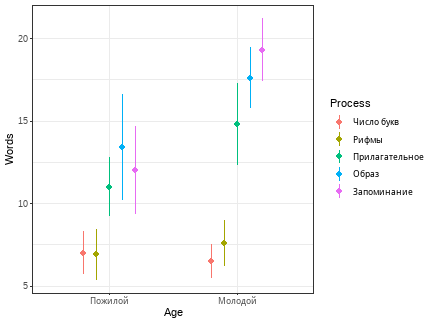 20
15
10
5
Words
Пожилой Молодой
Age
Process
Число букв
Рифмы
Прилагательное
Образ
Запоминание